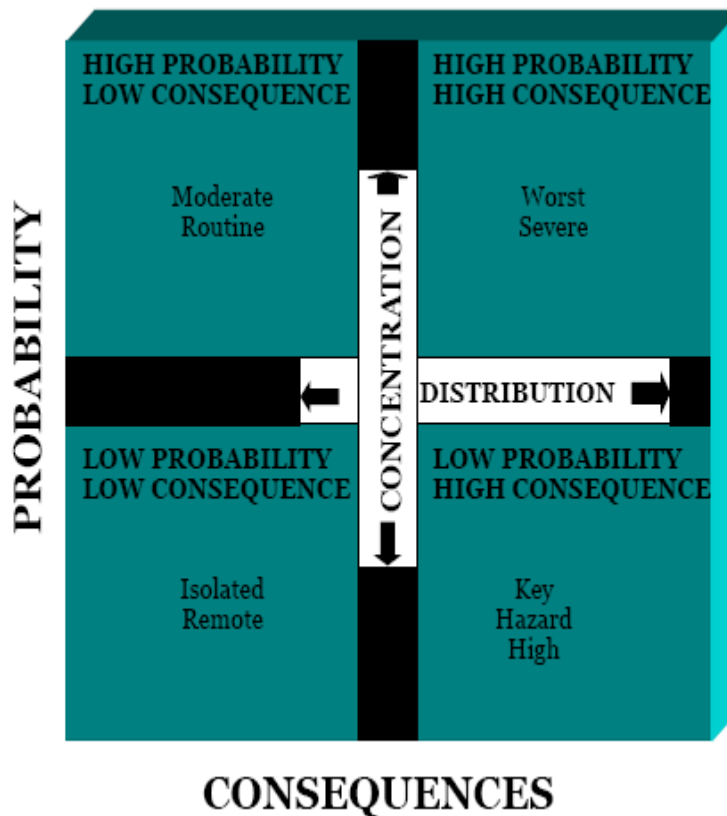 HIGH PROBABILITY
LOW CONSEQUENCE
Moderate
Routine
HIGH PROBABILITY
HIGH CONSEQUENCE
Worst
Severe
PROBABILITY
CONCENTRATION
DISTRIBUTION
LOW PROBABILITY
LOW CONSEQUENCE
Isolated
Remote
LOW PROBABILITY
HIGH CONSEQUENCE
Key
Hazard
High
CONSEQUENCES